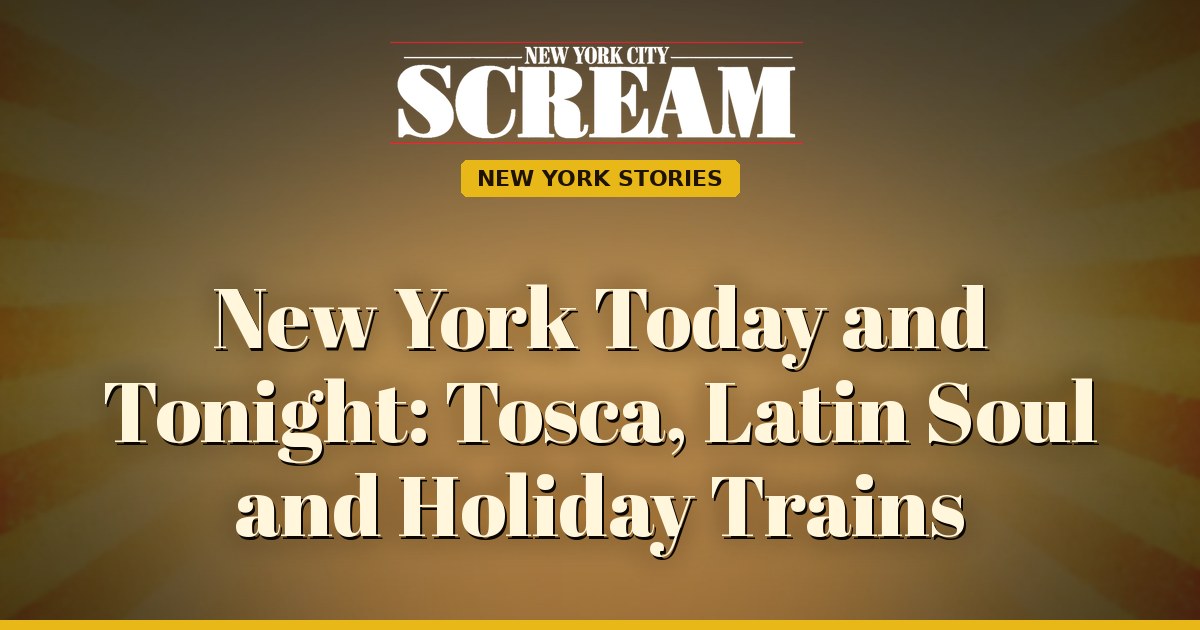 NEW YORK CITY
SCREAM
NEW YORK STORIES
New York Today and
Tonight: Tosca, Latin Soul
and Holiday Trains